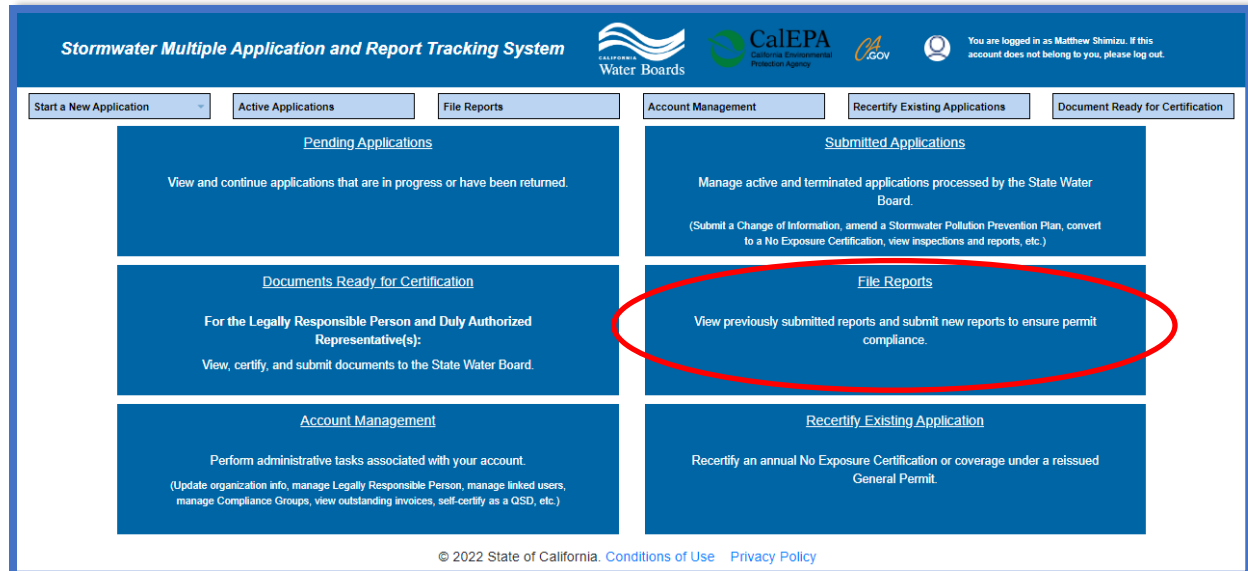 Stormwater Multiple Application and Report Tracking System
CALIFORNIA
Water Boards
CalEPA
California Environmental
Protection Agency
CA.GOV
You are logged in as Matthew Shimizu. If this
account does not belong to you, please log out.
Start a New Application
Active Applications
File Reports
Account Management
Recertify Existing Applications
Document Ready for Certification
Pending Applications
View and continue applications that are in progress or have been returned.
Submitted Applications
Manage active and terminated applications processed by the State Water
Board.
(Submit a Change of Information, amend a Stormwater Pollution Prevention Plan, convert
to a No Exposure Certification, view inspections and reports, etc.)
Documents Ready for Certification
For the Legally Responsible Person and Duly Authorized
Representative(s):
View, certify, and submit documents to the State Water Board.
File Reports
View previously submitted reports and submit new reports to ensure permit
compliance.
Account Management
Perform administrative tasks associated with your account.
(Update organization info, manage Legally Responsible Person, manage linked users,
manage Compliance Groups, view outstanding invoices, self-certify as a QSD, etc.)
Recertify Existing Application
Recertify an annual No Exposure Certification or coverage under a reissued
General Permit.
© 2022 State of California. Conditions of Use Privacy Policy